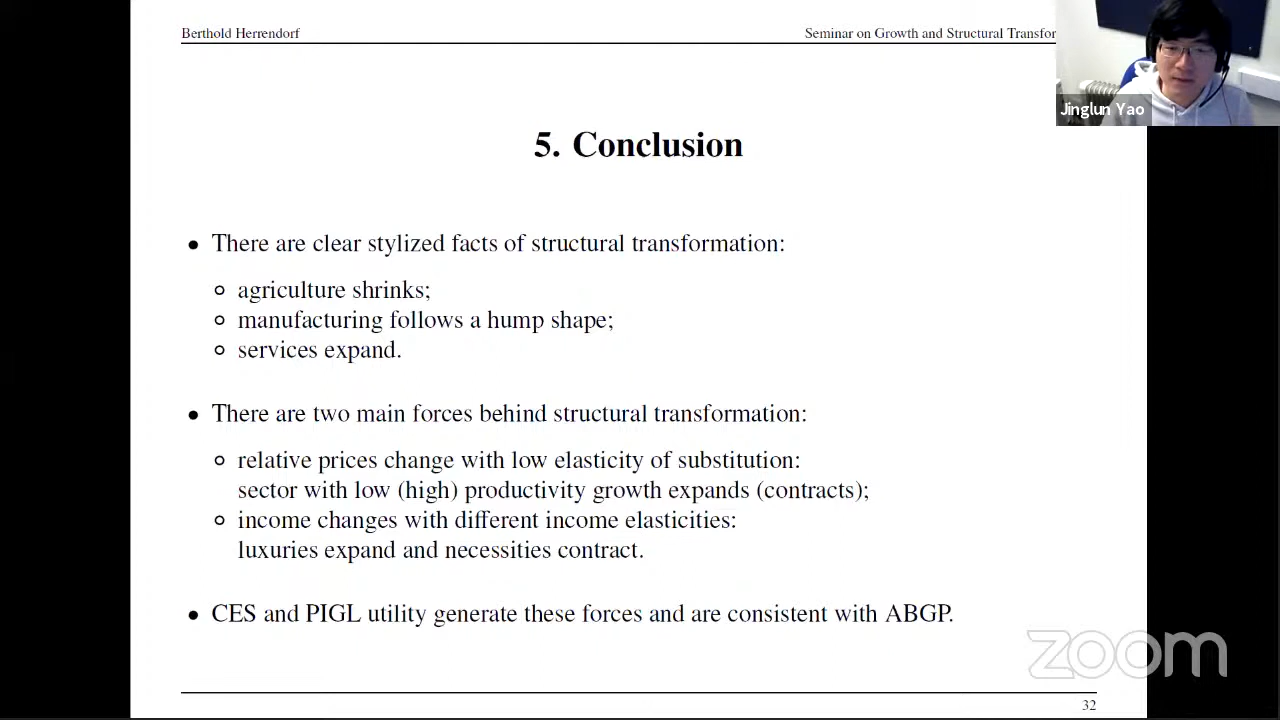 Berthold Herrendorf
Seminar on Growth and Structural Transfor
Jinglun Yao
5. Conclusion
• There are clear stylized facts of structural transformation:
∘ agriculture shrinks;
∘ manufacturing follows a hump shape;
∘ services expand.
• There are two main forces behind structural transformation:
∘ relative prices change with low elasticity of substitution:
sector with low (high) productivity growth expands (contracts);
∘ income changes with different income elasticities:
luxuries expand and necessities contract.
• CES and PIGL utility generate these forces and are consistent with ABGP.
zoom
32